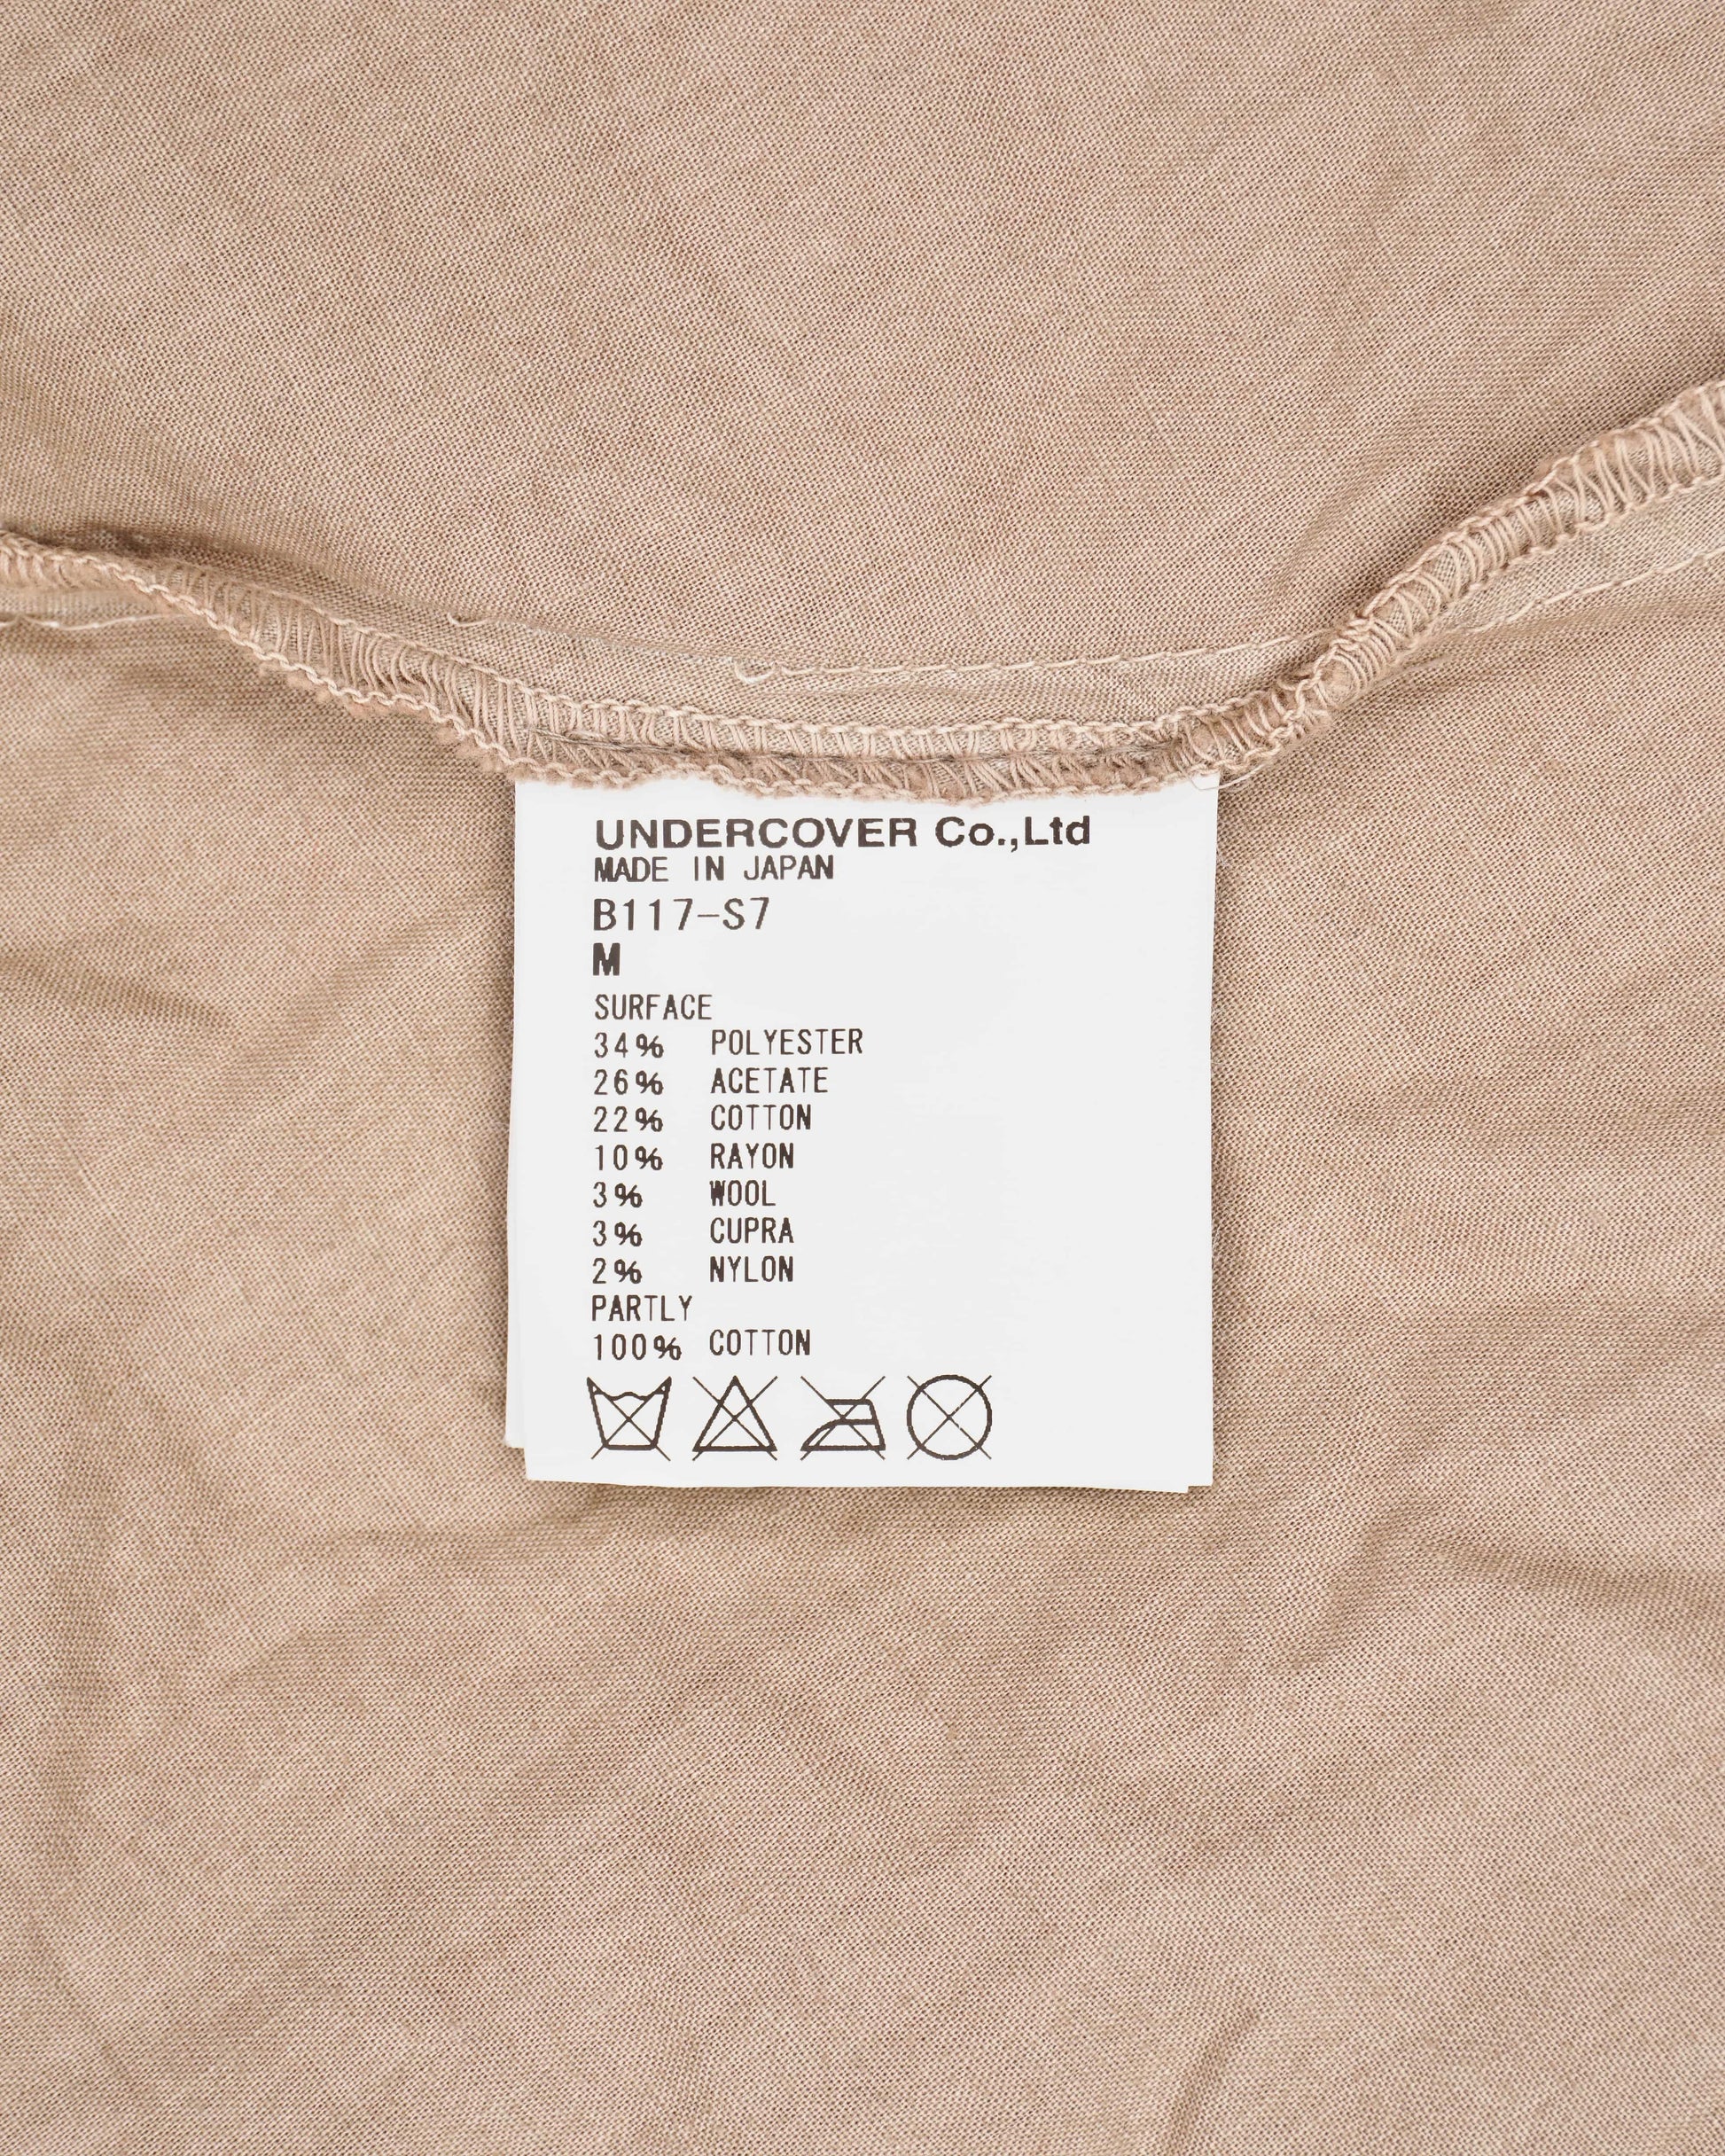 UNDERCOVER Co.,Ltd
MADE IN JAPAN
B117-S7
M
SURFACE
34% POLYESTER
26% ACETATE
22% COTTON
10% RAYON
3% WOOL
3% CUPRA
2% NYLON
PARTLY
100% COTTON